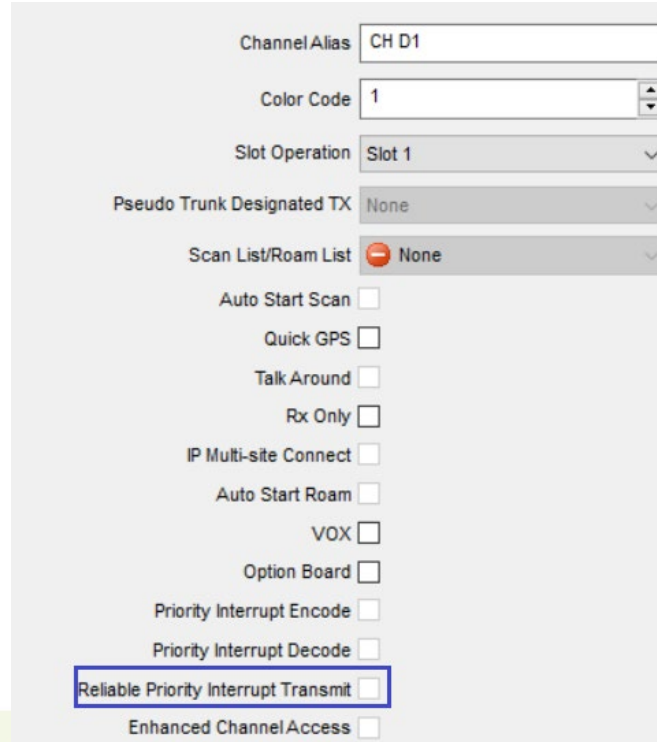 Channel Alias CH D1
Color Code 1
Slot Operation Slot 1
Pseudo Trunk Designated TX None
Scan List/Roam List None
Auto Start Scan
Quick GPS
Talk Around
Rx Only
IP Multi-site Connect
Auto Start Roam
VOX
Option Board
Priority Interrupt Encode
Priority Interrupt Decode
Reliable Priority Interrupt Transmit
Enhanced Channel Access